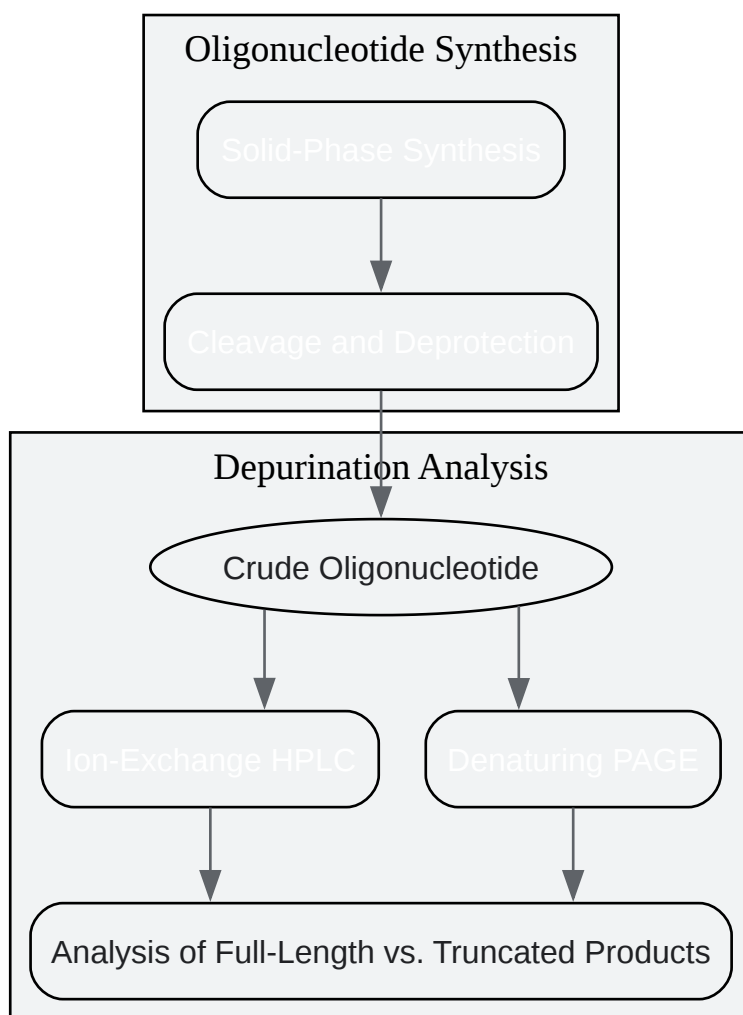 Oligonucleotide Synthesis
Solid-Phase Synthesis
Cleavage and Deprotection
Depurination Analysis
Crude Oligonucleotide
Ion-Exchange HPLC
Denaturing PAGE
Analysis of Full-Length vs. Truncated Products